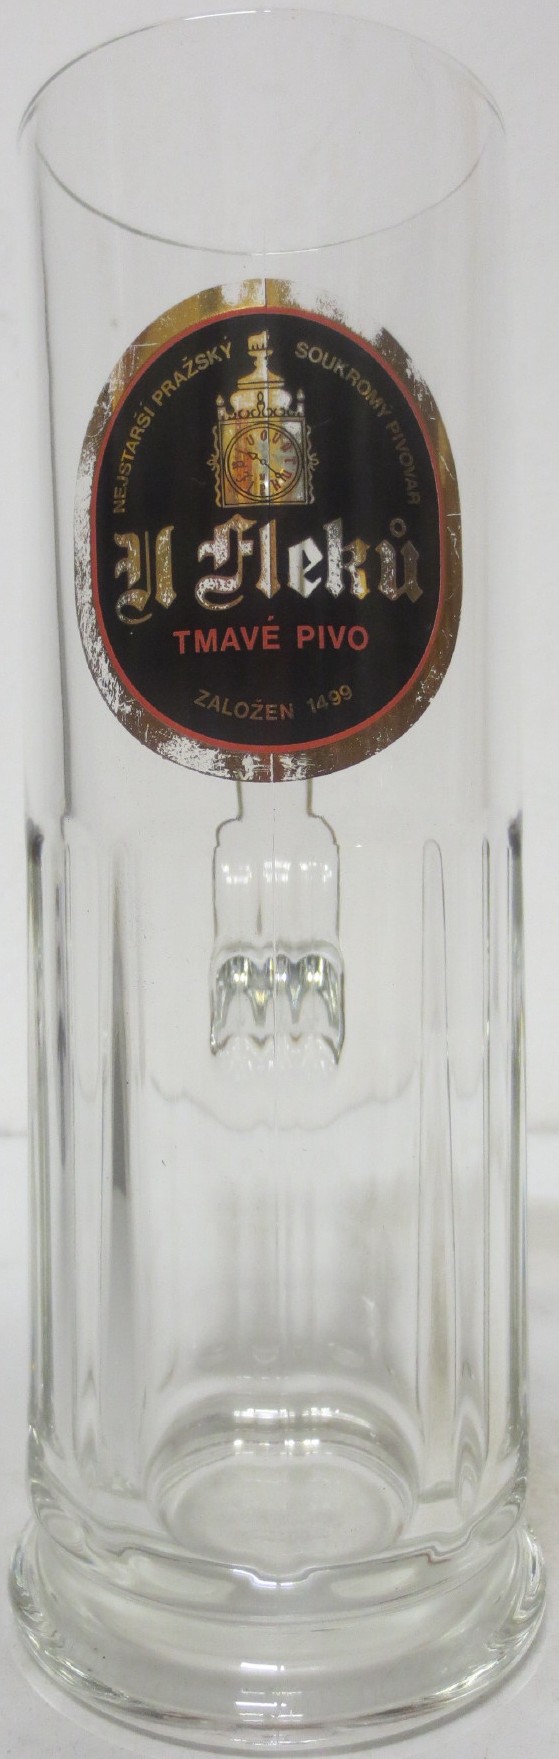 NEJSTARŠÍ PRAŽSKÝ SOUKROMÝ PIVOVAR
U Fleků
TMAVÉ PIVO
ZALOŽEN 1499